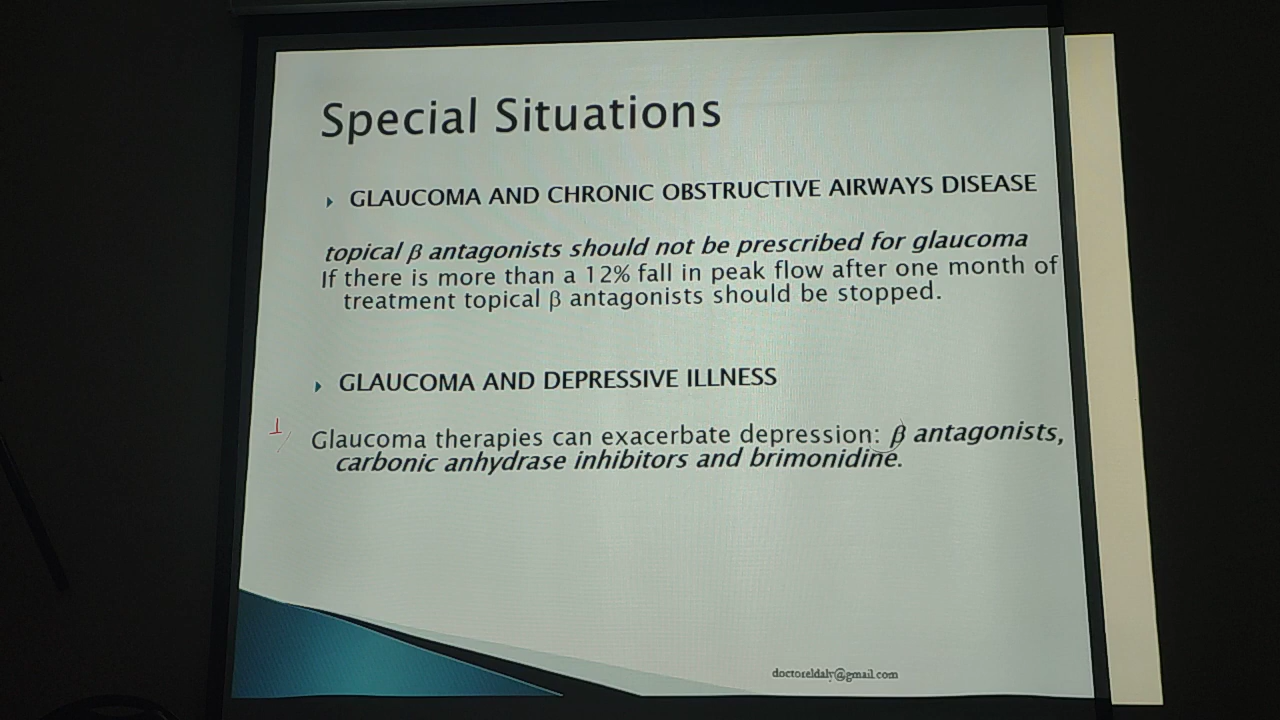 Special Situations
GLAUCOMA AND CHRONIC OBSTRUCTIVE AIRWAYS DISEASE
topical β antagonists should not be prescribed for glaucoma
If there is more than a 12% fall in peak flow after one month of
treatment topical β antagonists should be stopped.
GLAUCOMA AND DEPRESSIVE ILLNESS
Glaucoma therapies can exacerbate depression: β antagonists,
carbonic anhydrase inhibitors and brimonidine.
doctoreldaly@gmail.com